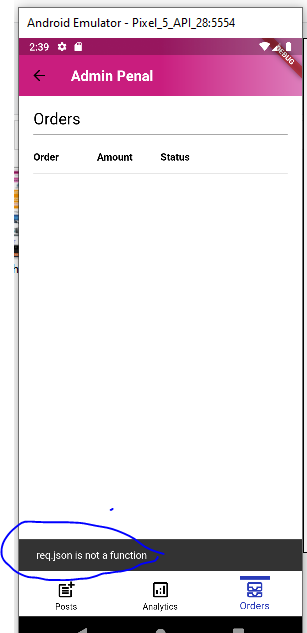 Android Emulator - Pixel_5_API_28:5554
2:39
DEBUG
Admin Penal
Orders
Order Amount Status
req.json is not a function
Posts Analytics Orders